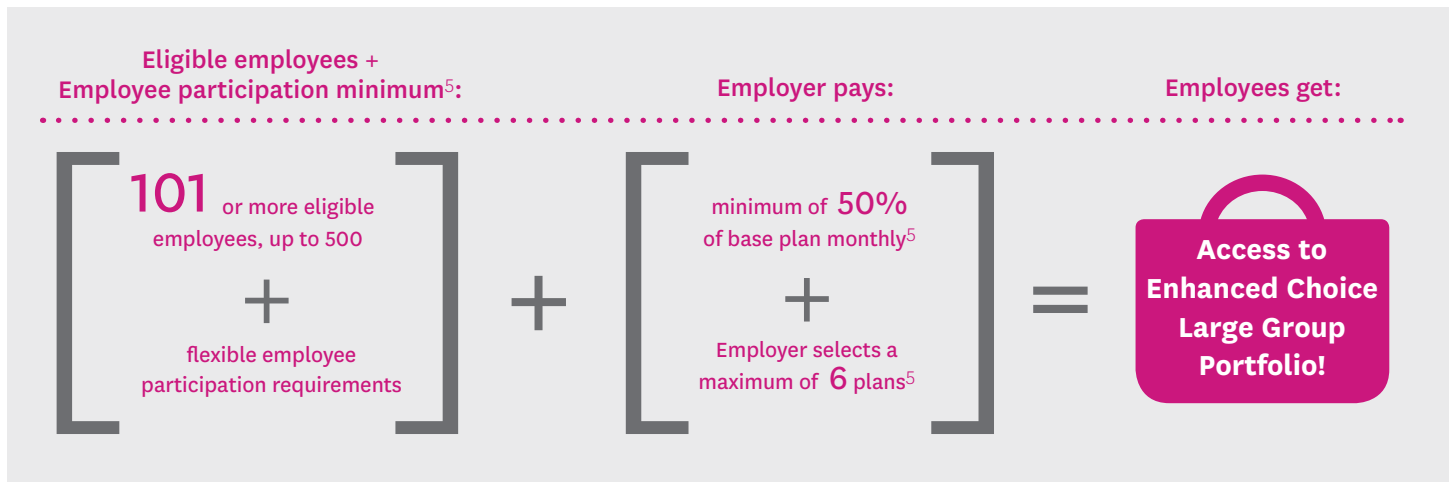 Eligible employees +
Employee participation minimum5:
101 or more eligible
employees, up to 500
+
flexible employee
participation requirements
+
Employer pays:
minimum of 50%
of base plan monthly5
+
Employer selects a
maximum of 6 plans5
=
Employees get:
Access to
Enhanced Choice
Large Group
Portfolio!